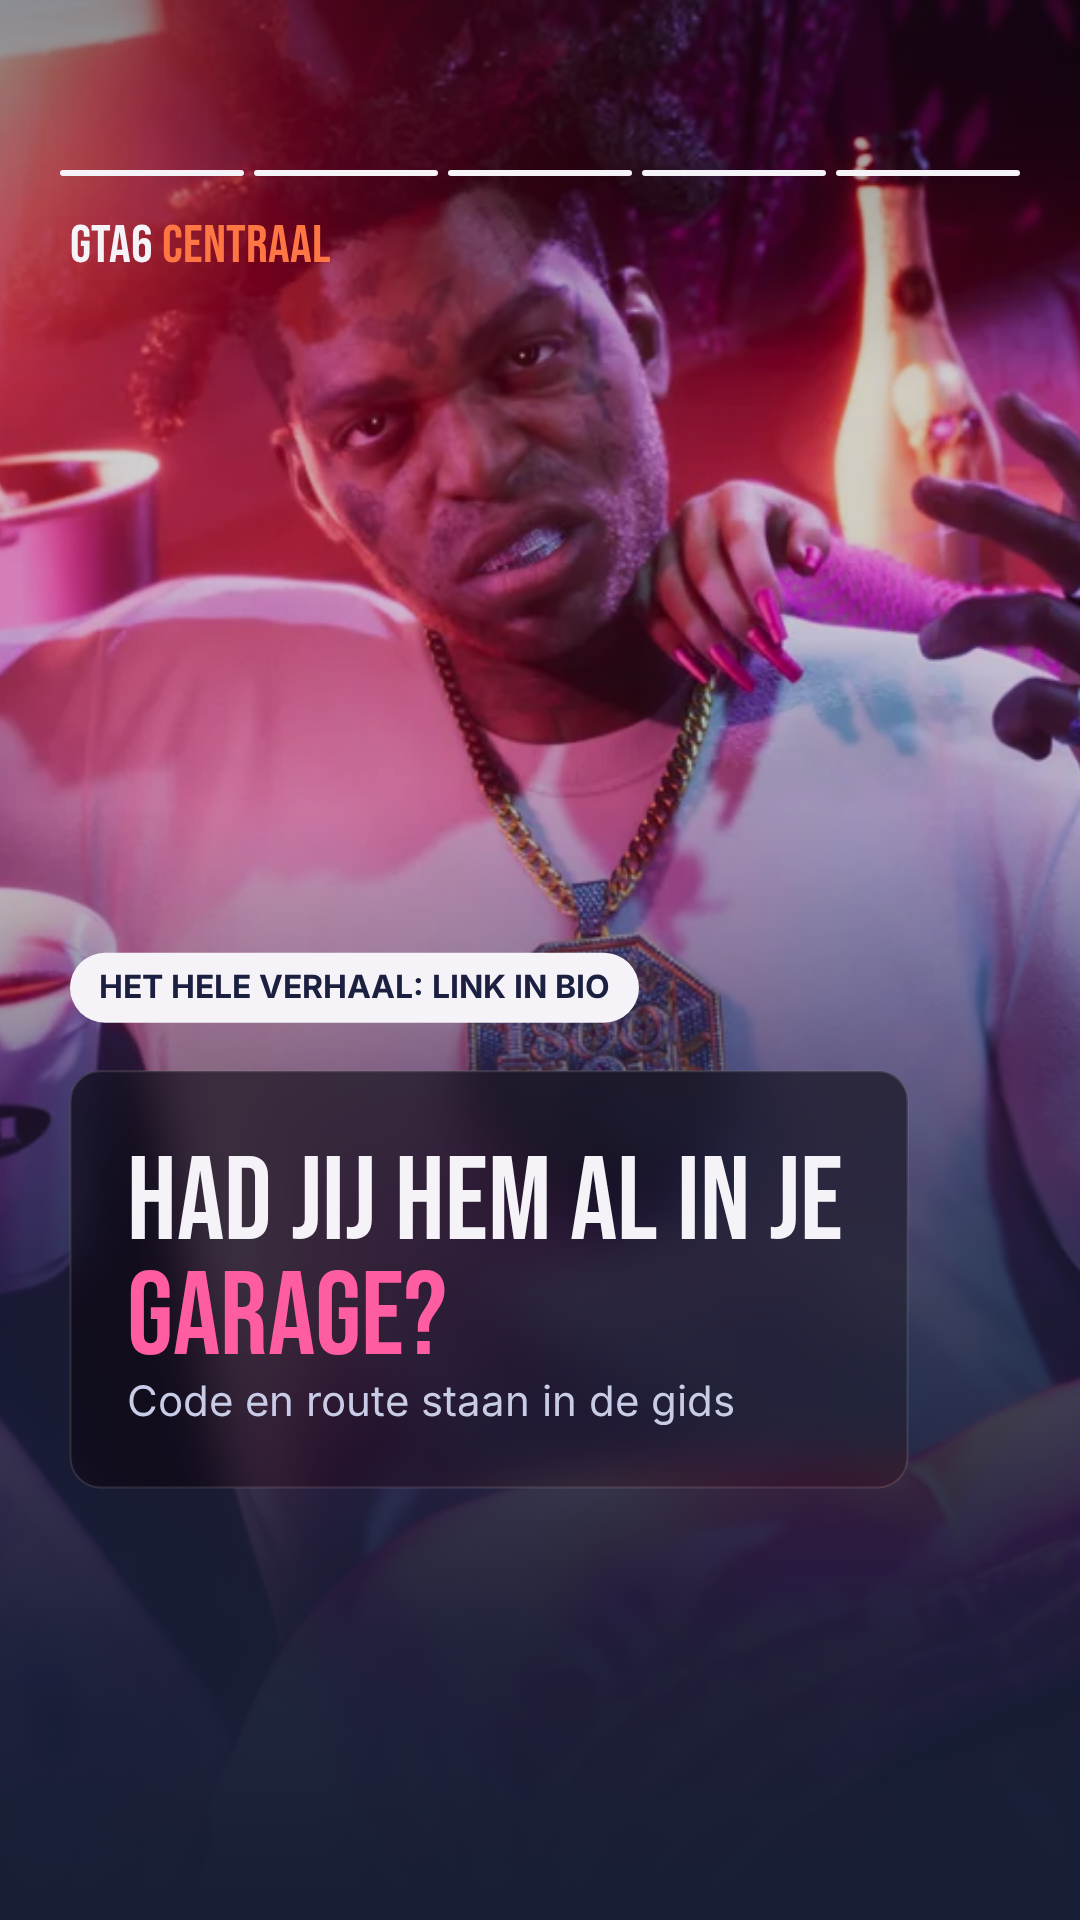 GTA6 CENTRAAL
HET HELE VERHAAL: LINK IN BIO
HAD JIJ HEM AL IN JE
GARAGE?
Code en route staan in de gids